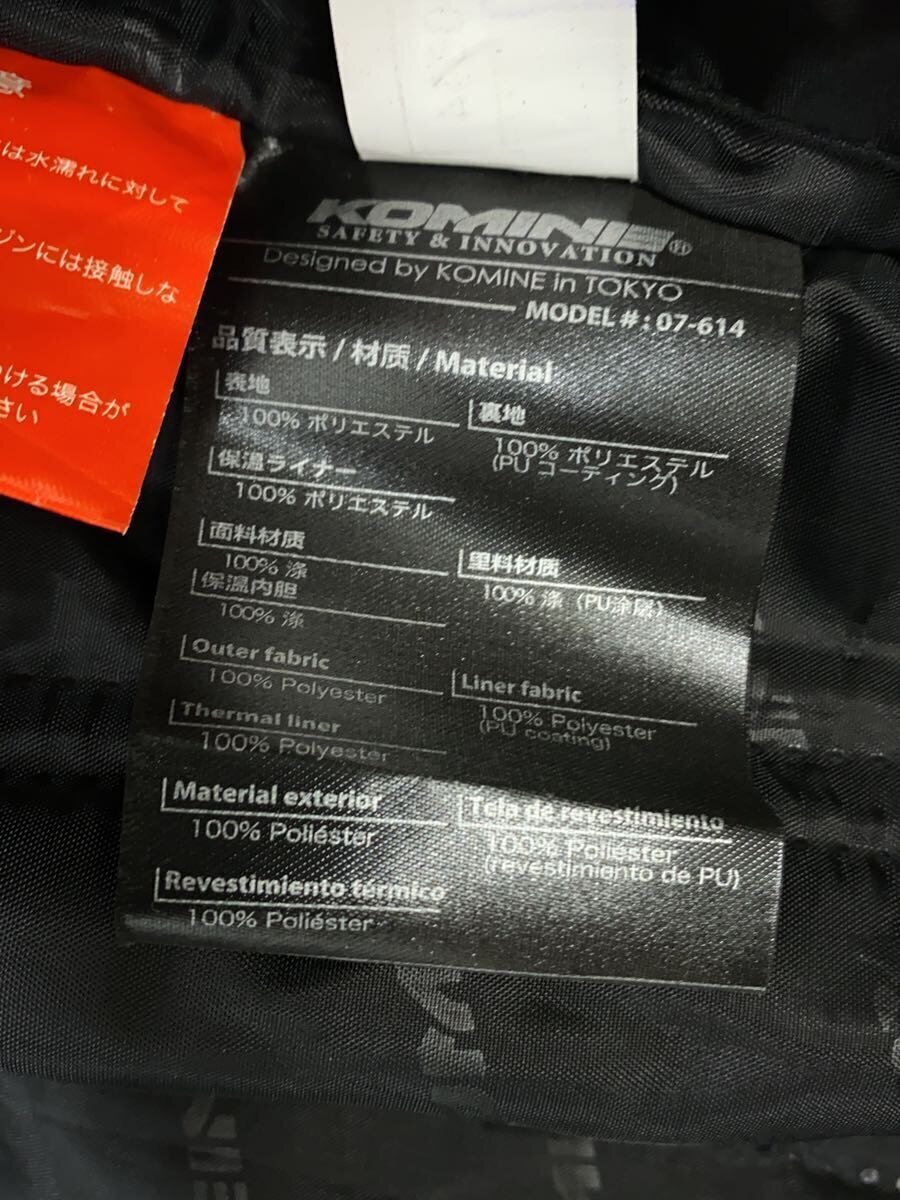 意
は水濡れに対して
ゾンには接触しな
ける場合が
さい
KOMINE®
SAFETY & INNOVATION
Designed by KOMINE in TOKYO
MODEL # : 07-614
品質表示 / 材质 / Material
表地
100% ポリエステル
裏地
100% ポリエステル
(PU コーティング)
保温ライナー
100% ポリエステル
面料材质
100% 涤
里料材质
100% 涤 (PU涂层)
保温内胆
100% 涤
Outer fabric
100% Polyester
Liner fabric
100% Polyester
(PU coating)
Thermal liner
100% Polyester
Material exterior
100% Poliéster
Tela de revestimiento
100% Poliéster
(revestimiento de PU)
Revestimiento térmico
100% Poliéster